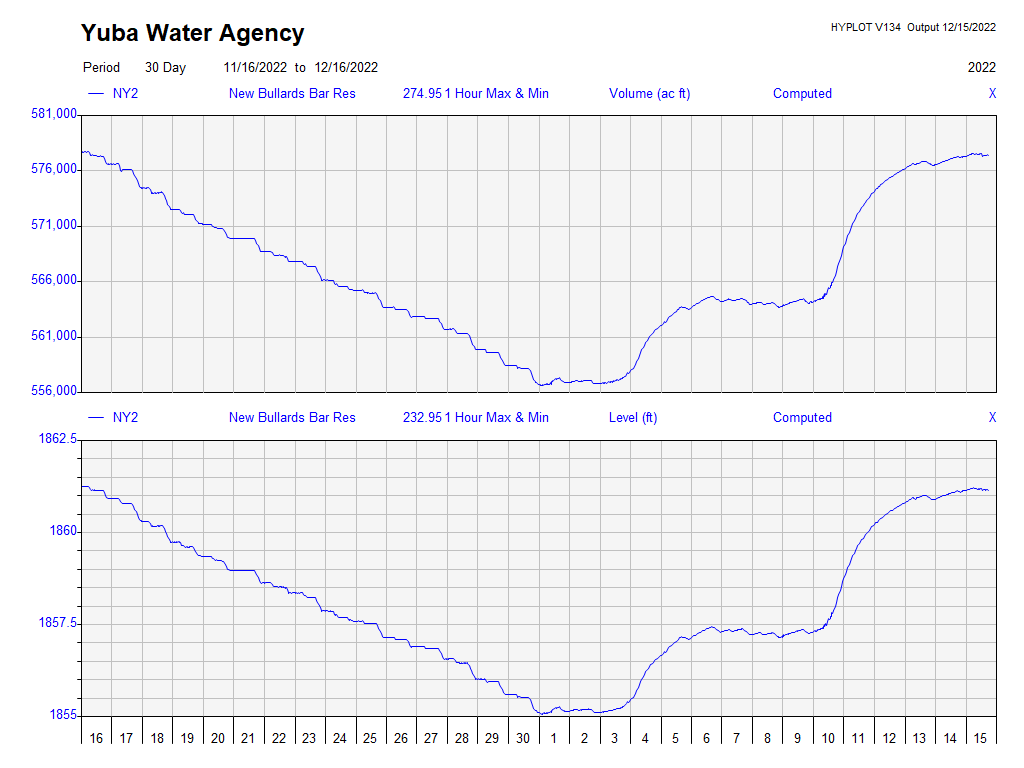 Yuba Water Agency
HYPLOT V134 Output 12/15/2022
Period 30 Day 11/16/2022 to 12/16/2022 2022
NY2 New Bullards Bar Res 274.95 1 Hour Max & Min Volume (ac ft) Computed X
581,000
576,000
571,000
566,000
561,000
556,000
NY2 New Bullards Bar Res 232.95 1 Hour Max & Min Level (ft) Computed X
1862.5
1860
1857.5
1855
16 17 18 19 20 21 22 23 24 25 26 27 28 29 30 1 2 3 4 5 6 7 8 9 10 11 12 13 14 15